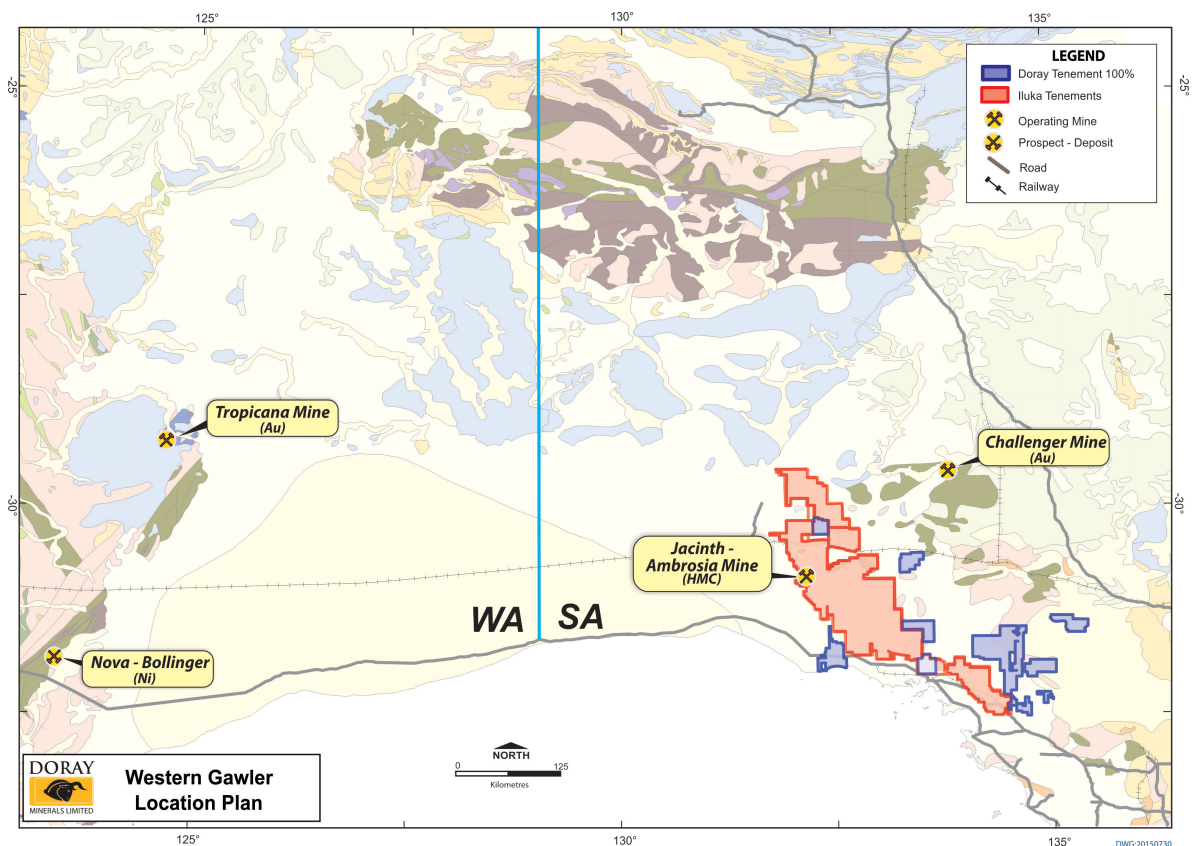 125°
130°
135°
-25°
-25°
LEGEND
Doray Tenement 100%
Iluka Tenements
Operating Mine
Prospect - Deposit
Road
Railway
Tropicana Mine
(Au)
Challenger Mine
(Au)
-30°
-30°
Jacinth -
Ambrosia Mine
(HMC)
WA
SA
Nova - Bollinger
(Ni)
NORTH
0
125
Kilometres
DORAY
MINERALS LIMITED
Western Gawler
Location Plan
125°
130°
135°
DWG:20150730